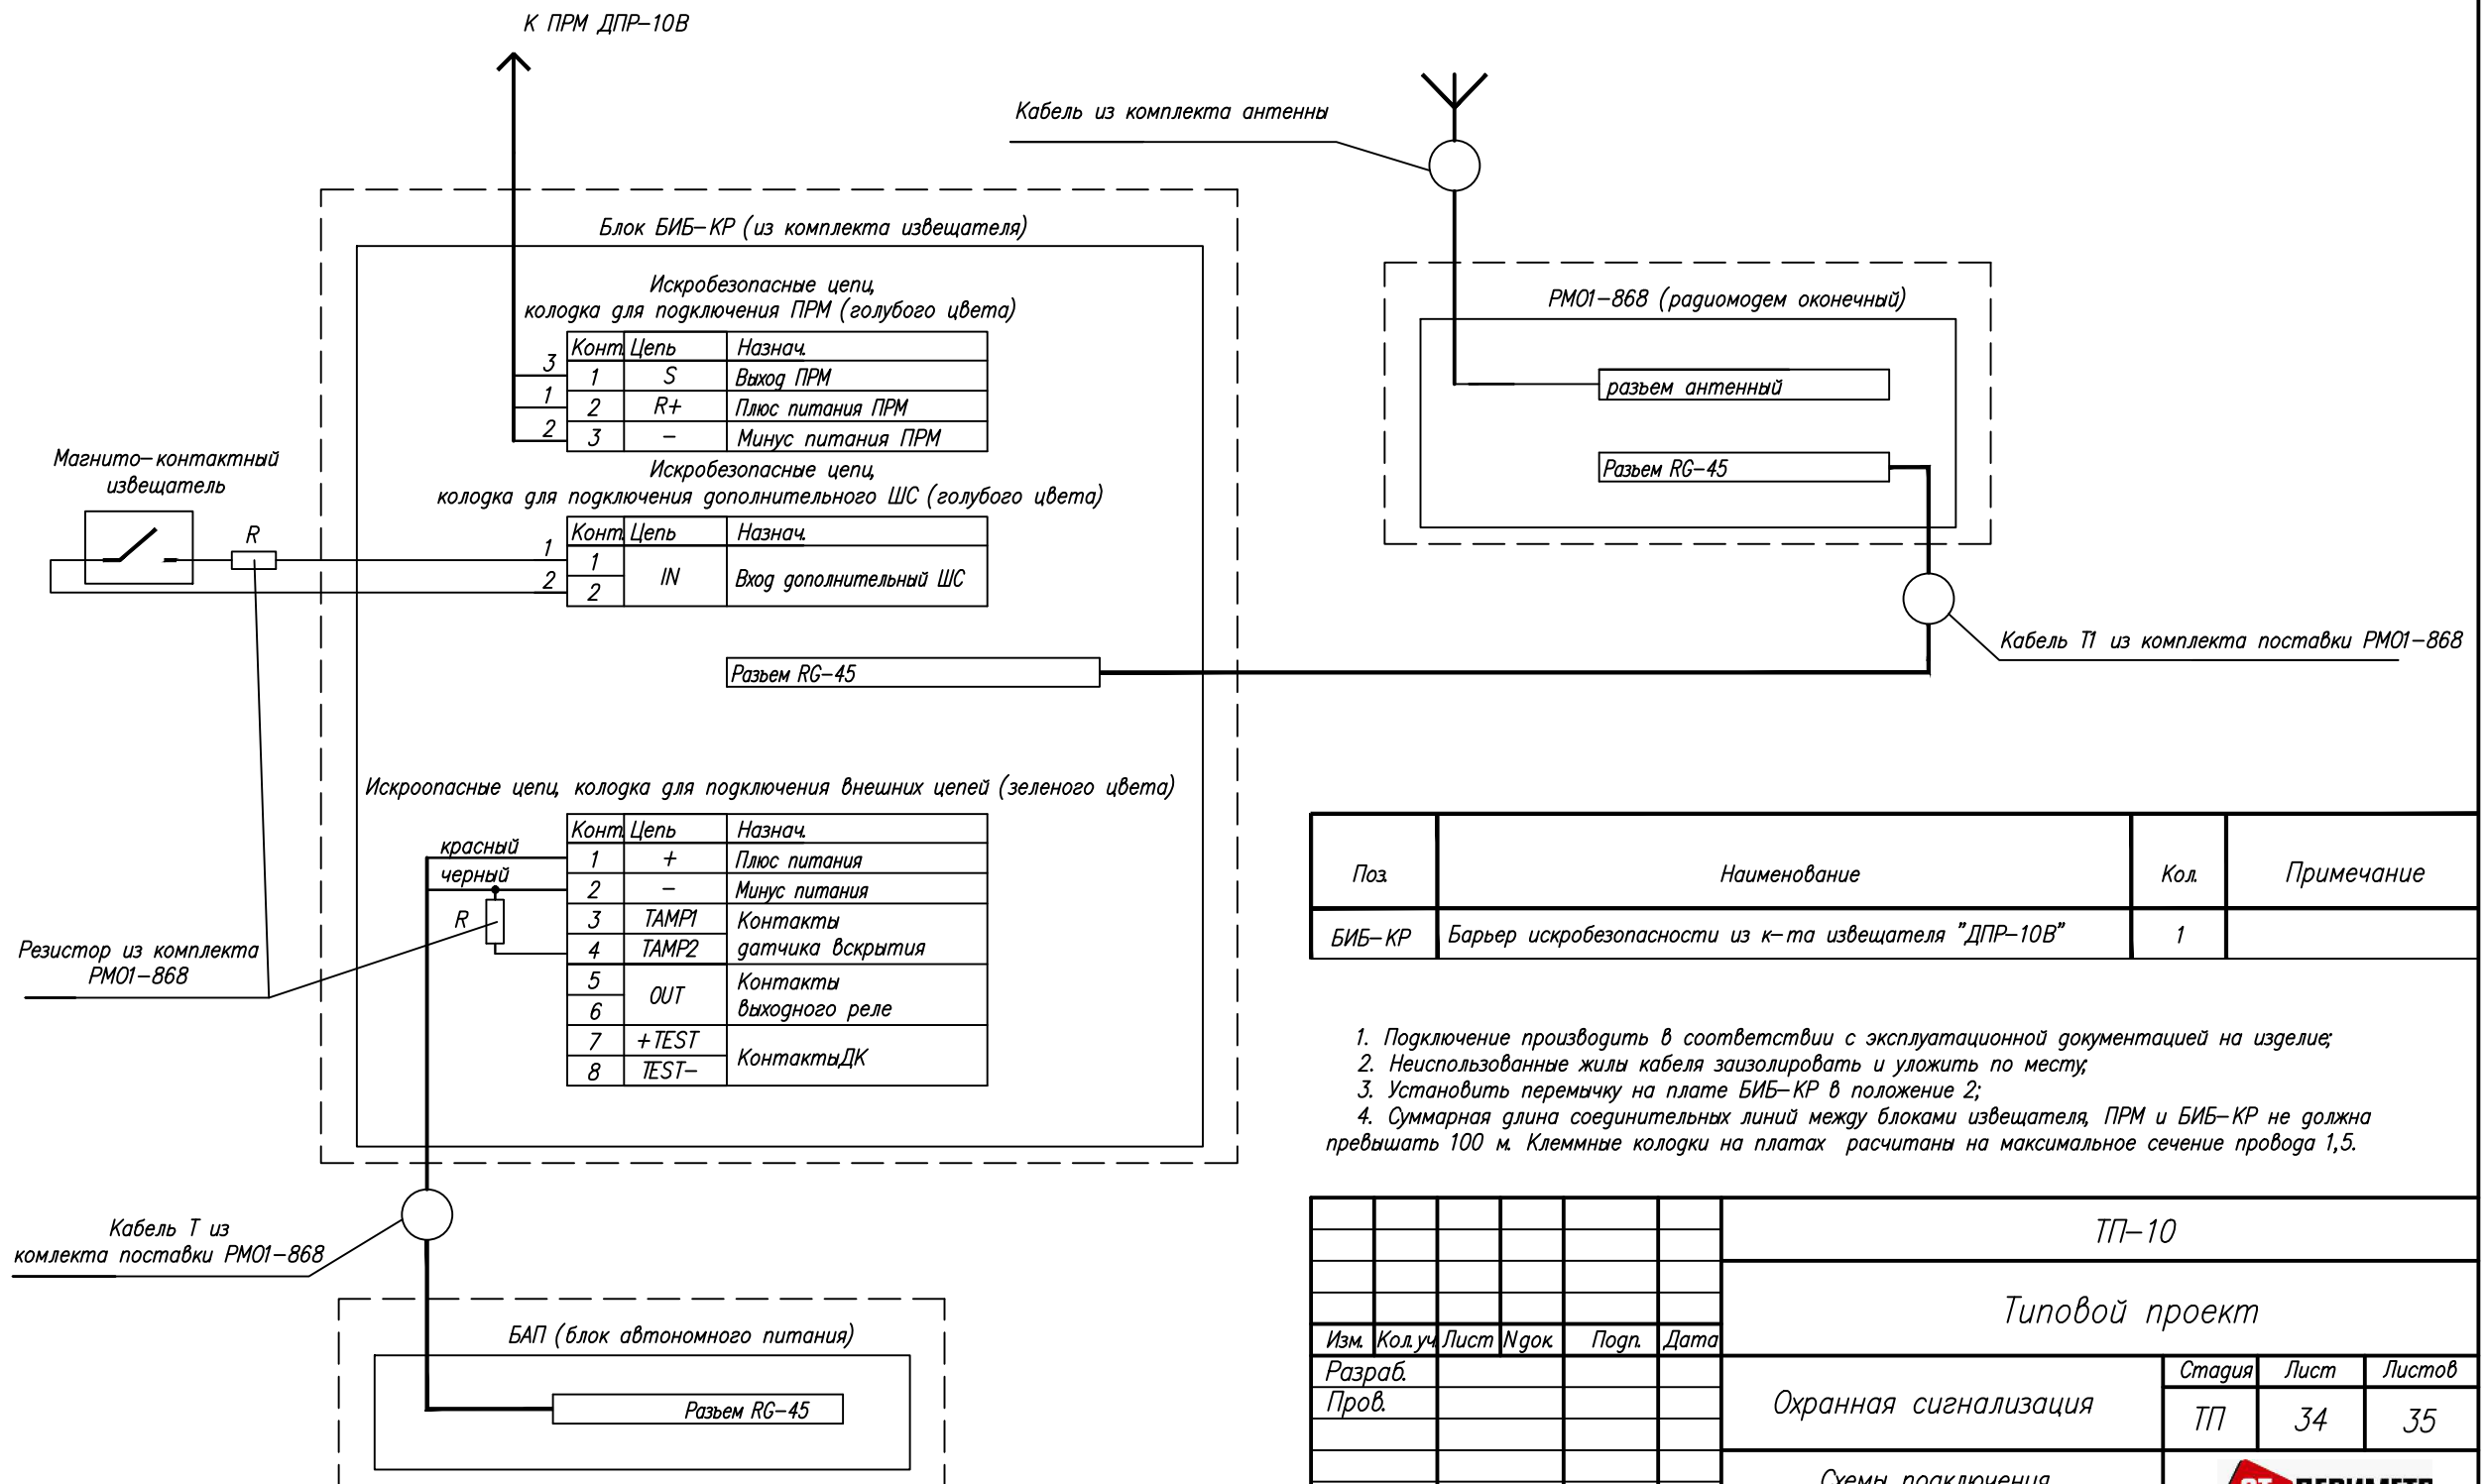 К ПРМ ДПР-10В
Кабель из комплекта антенны
Блок БИБ-КР (из комплекта извещателя)
Искробезопасные цепи,
колодка для подключения ПРМ (голубого цвета)
Конт. Цепь Назнач.
3
1 S Выход ПРМ
1
2 R+ Плюс питания ПРМ
2
3 - Минус питания ПРМ
РМО1-868 (радиомодем оконечный)
разъем антенный
Разъем RG-45
Магнито-контактный
извещатель
R
Искробезопасные цепи,
колодка для подключения дополнительного ШС (голубого цвета)
Конт. Цепь Назнач.
1
1
2
2
IN Вход дополнительный ШС
Кабель Т1 из комплекта поставки РМО1-868
Разъем RG-45
Искроопасные цепи, колодка для подключения внешних цепей (зеленого цвета)
Конт. Цепь Назнач.
красный
1 + Плюс питания
черный
2 - Минус питания
R
3 TAMP1 Контакты
4 TAMP2 датчика вскрытия
5 Контакты
OUT
6 выходного реле
7 +TEST
КонтактыДК
8 TEST-
Резистор из комплекта
РМО1-868
Кабель Т из
комлекта поставки РМО1-868
БАП (блок автономного питания)
Разъем RG-45
Поз. Наименование Кол. Примечание
БИБ-КР Барьер искробезопасности из к-та извещателя "ДПР-10В" 1
1. Подключение производить в соответствии с эксплуатационной документацией на изделие;
2. Неиспользованные жилы кабеля заизолировать и уложить по месту;
3. Установить перемычку на плате БИБ-КР в положение 2;
4. Суммарная длина соединительных линий между блоками извещателя, ПРМ и БИБ-КР не должна
превышать 100 м. Клеммные колодки на платах расчитаны на максимальное сечение провода 1,5.
ТП-10
Типовой проект
Изм. Кол.уч Лист Nдок. Подп. Дата
Разраб.
Пров.
Охранная сигнализация
Стадия Лист Листов
ТП 34 35
Схемы подключения
СТ ПЕРИМЕТР